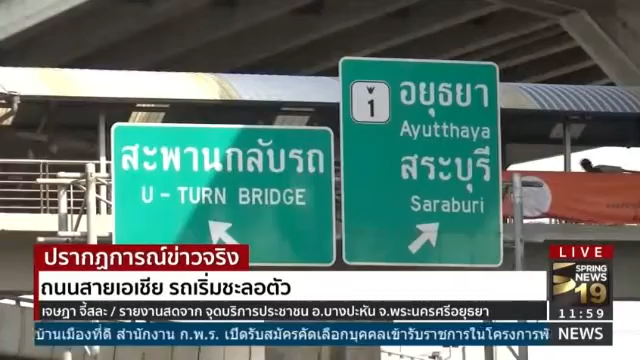 สะพานกลับรถ
U - TURN BRIDGE
1
อยุธยา
Ayutthaya
สระบุรี
Saraburi
ปรากฏการณ์ข่าวจริง
ถนนสายเอเชีย รถเริ่มชะลอตัว
เจษฎา จี้สละ / รายงานสดจาก จุดบริการประชาชน อ.บางปะหัน จ.พระนครศรีอยุธยา
บ้านเมืองที่ดี สำนักงาน ก.พ.ร. เปิดรับสมัครคัดเลือกบุคคลเข้ารับราชการในโครงการพั
LIVE
SPRING
NEWS
19
11:59
NEWS